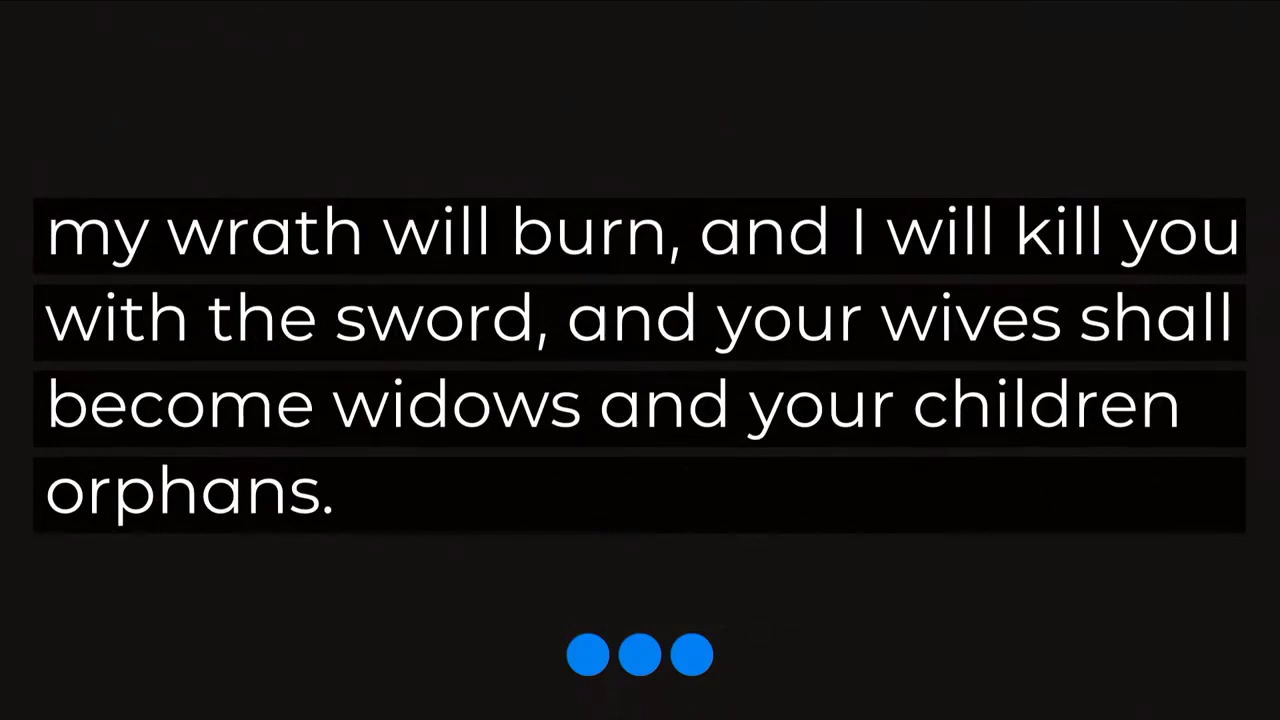 my wrath will burn, and I will kill you
with the sword, and your wives shall
become widows and your children
orphans.